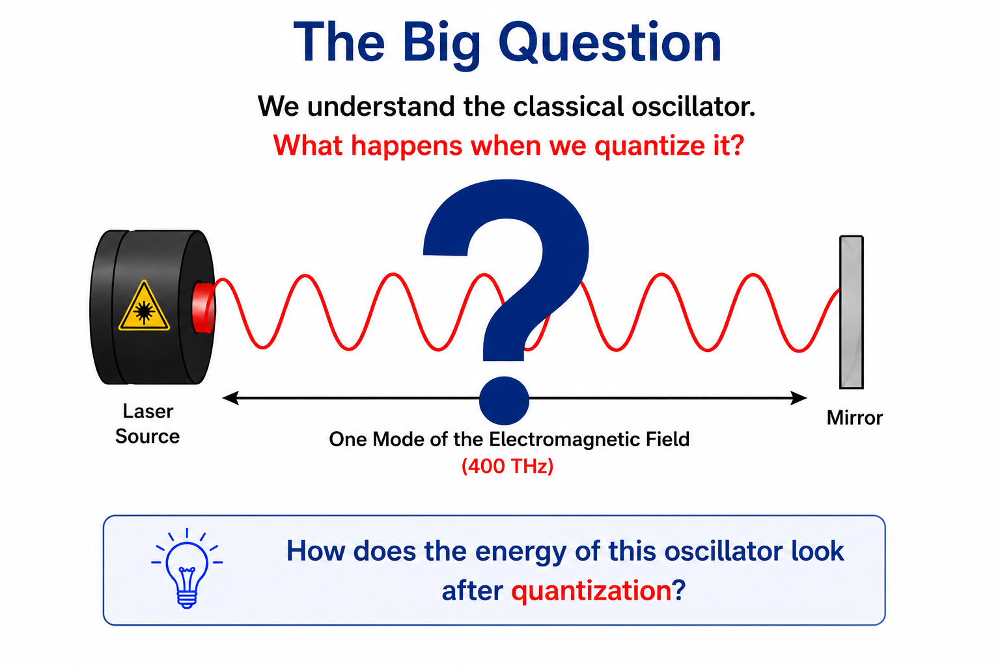 The Big Question
We understand the classical oscillator.
What happens when we quantize it?
Laser
Source
Mirror
One Mode of the Electromagnetic Field
(400 THz)
How does the energy of this oscillator look
after quantization?